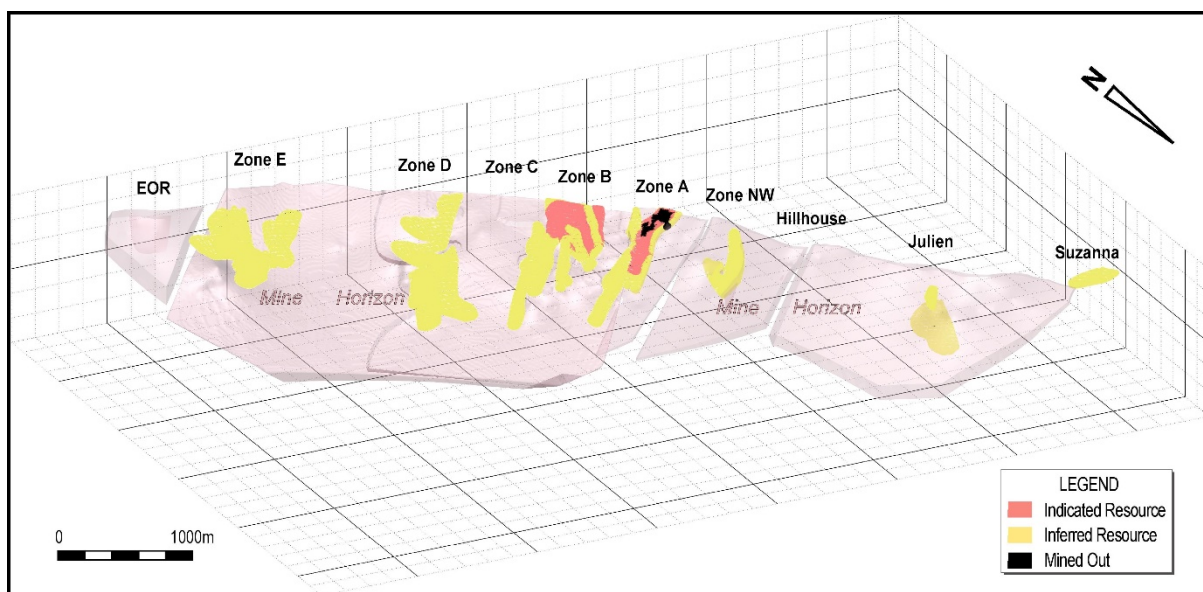 N
Zone E
Zone D
Zone C
Zone B
Zone A
Zone NW
EOR
Hillhouse
Julien
Suzanna
Mine Horizon
Mine Horizon
LEGEND
Indicated Resource
Inferred Resource
Mined Out
0 1000m